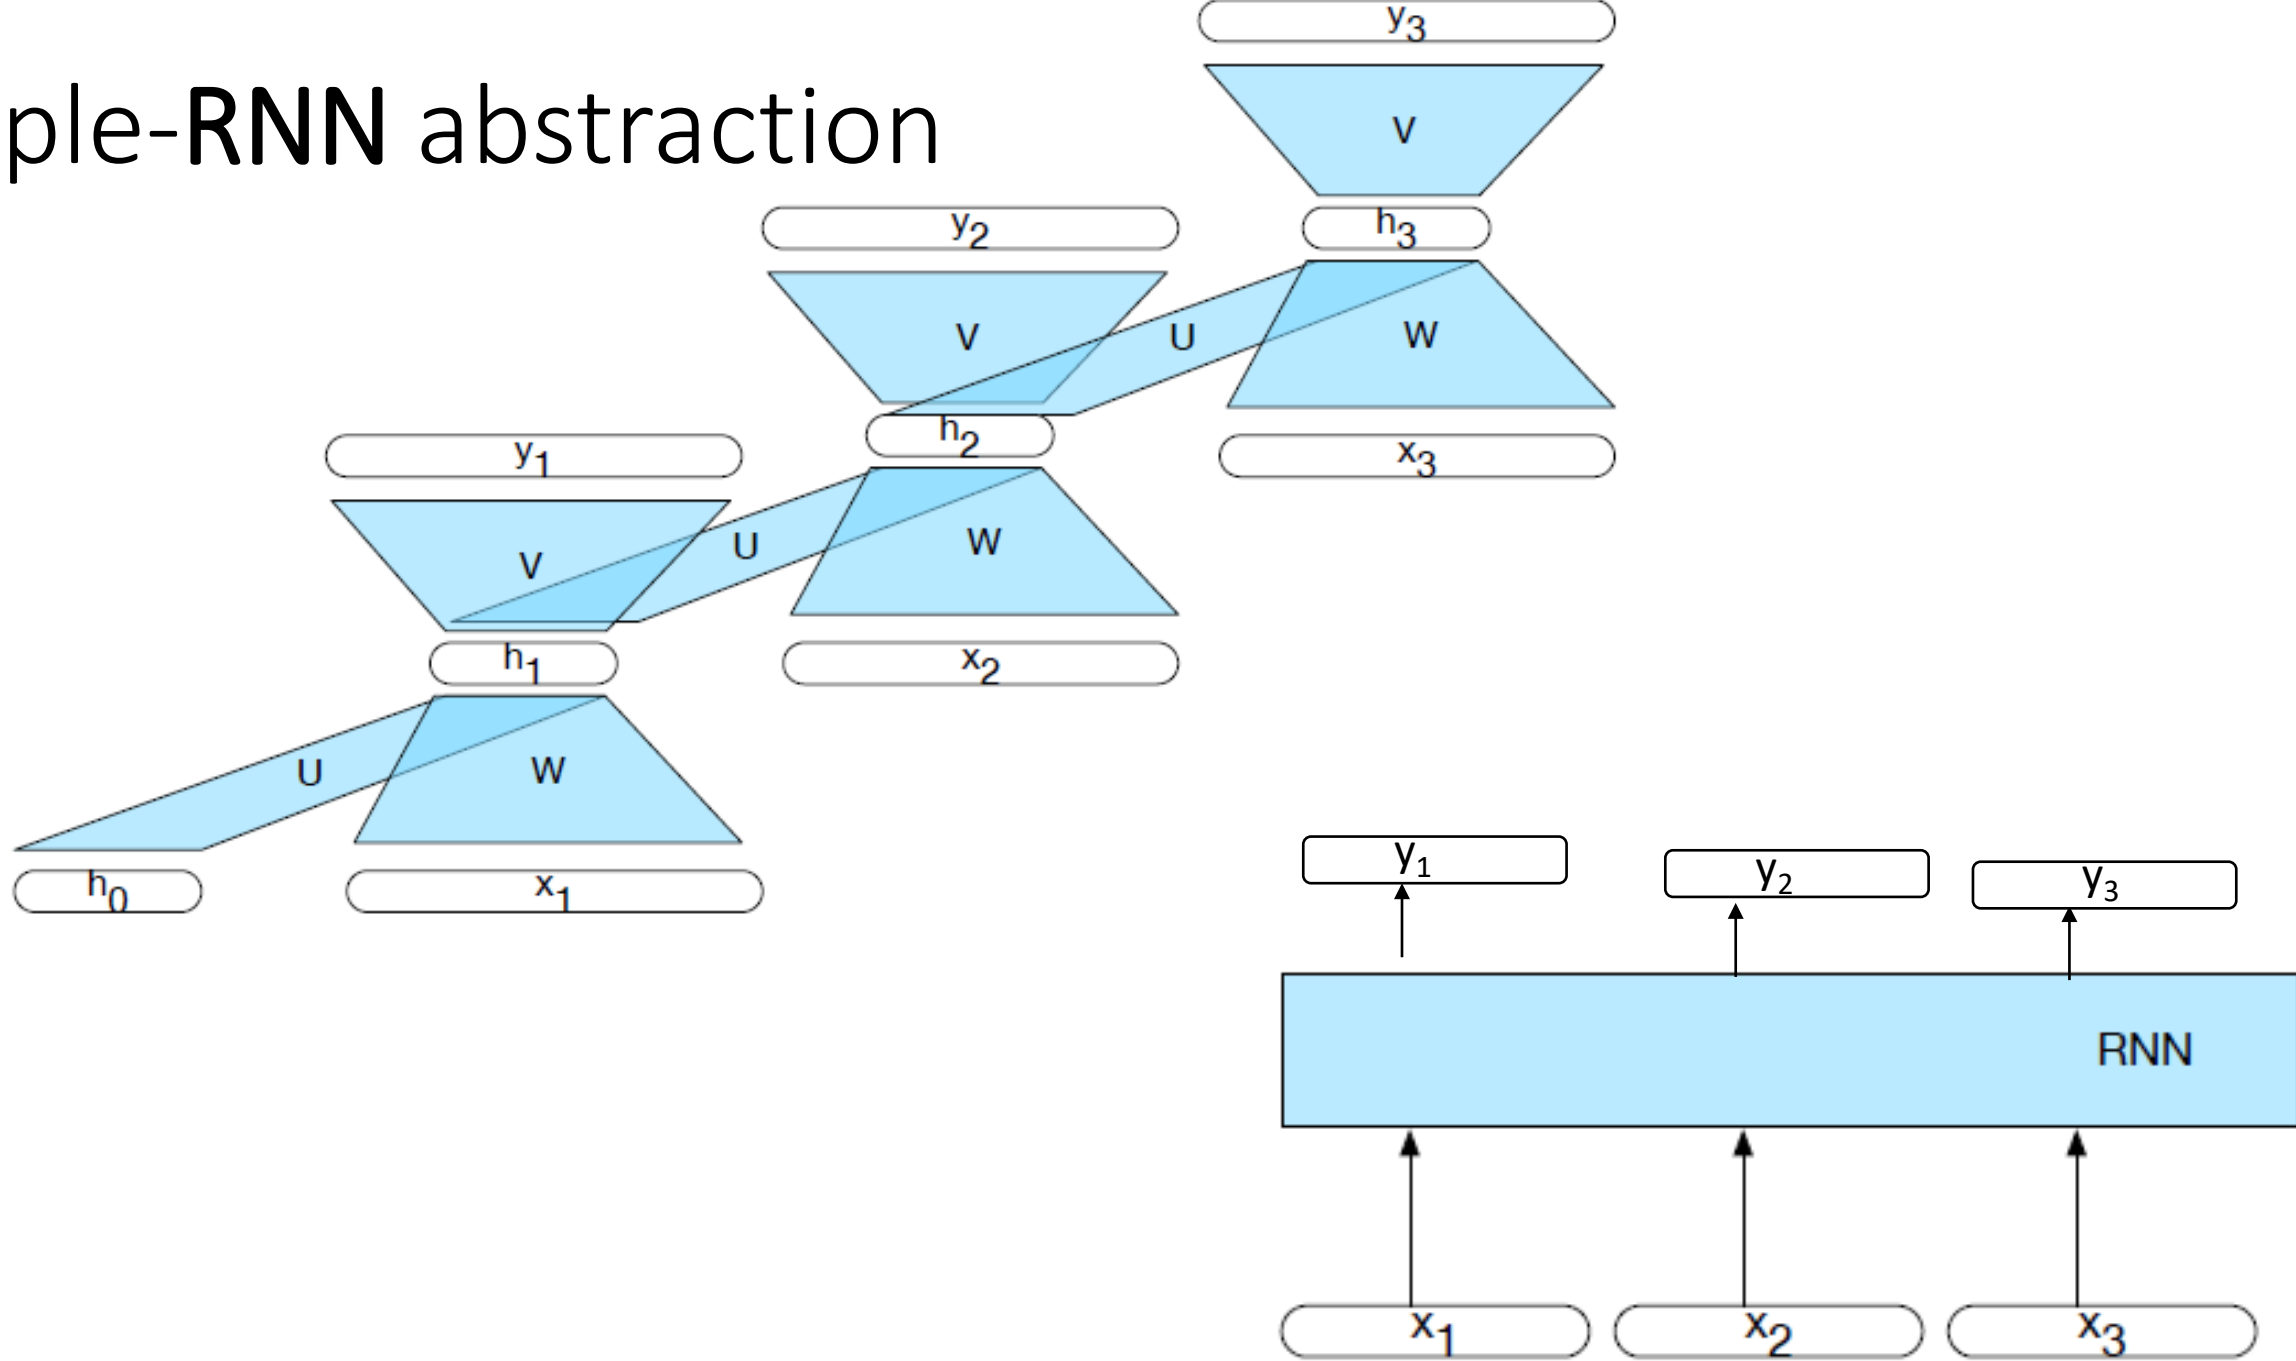 y3
V
ple-RNN abstraction
y2
h3
V
U
W
y1
h2
x3
V
U
W
h1
x2
U
W
h0
x1
y1
y2
y3
RNN
x1
x2
x3